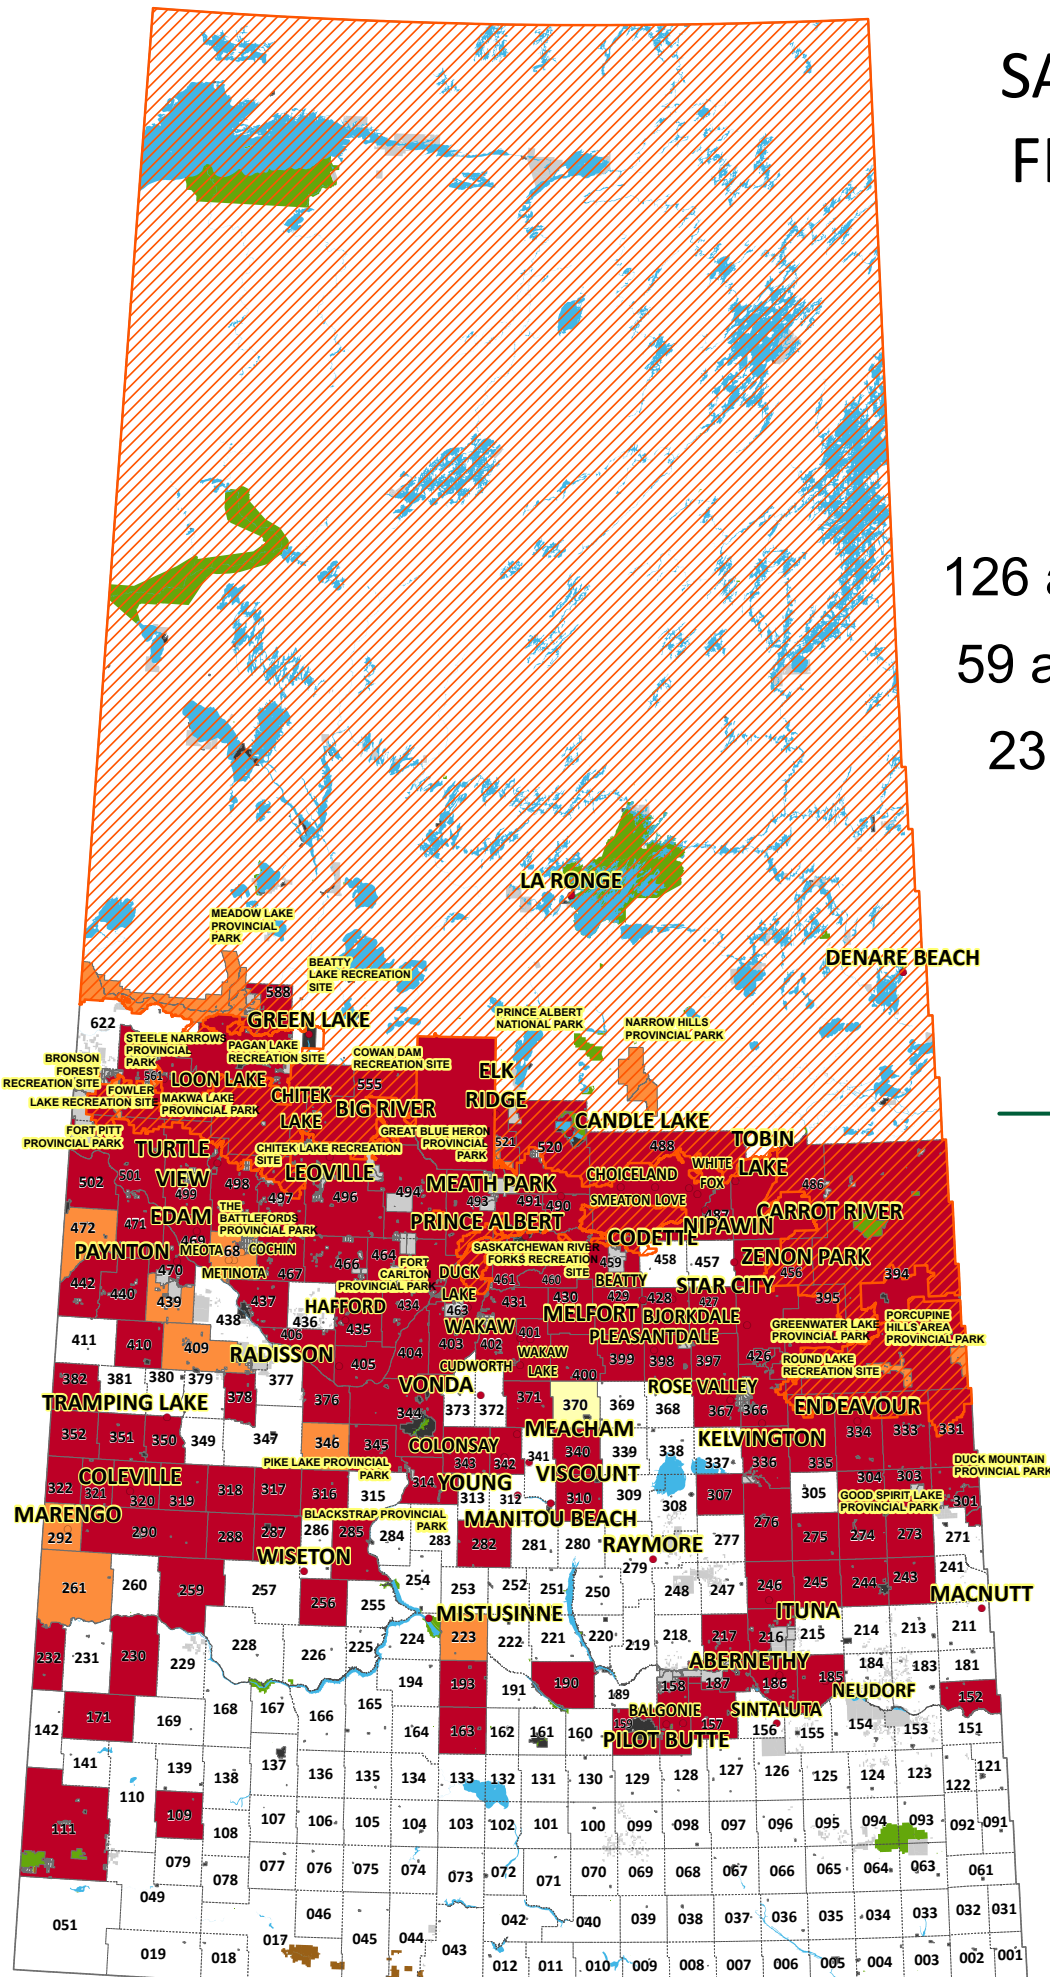 SA
FI
126 a
59 a
23
LA RONGE
MEADOW LAKE
PROVINCIAL
PARK
DENARE BEACH
BEATTY
LAKE RECREATION
SITE
588
GREEN LAKE
622
PRINCE ALBERT
NATIONAL PARK
NARROW HILLS
PROVINCIAL PARK
STEELE NARROWS
PROVINCIAL
PARK
PAGAN LAKE
RECREATION SITE
COWAN DAM
RECREATION SITE
BRONSON
FOREST
RECREATION SITE
561
LOON LAKE
555
ELK
RIDGE
FOWLER
LAKE RECREATION SITE
MAKWA LAKE
PROVINCIAL PARK
CHITEK
LAKE
BIG RIVER
CANDLE LAKE
FORT PITT
PROVINCIAL PARK
GREAT BLUE HERON
PROVINCIAL
PARK
521
520
488
TOBIN
LAKE
TURTLE
VIEW
CHITEK LAKE RECREATION
SITE
LEOVILLE
502
501
499
498
497
496
494
MEATH PARK
493
491
490
CHOICELAND
WHITE
FOX
486
SMEATON LOVE
487
CARROT RIVER
472
471
EDAM
THE
BATTLEFORDS
PROVINCIAL PARK
PRINCE ALBERT
CODETTE
NIPAWIN
469
PAYNTON
MEOTA
68
COCHIN
METINOTA
467
466
464
FORT
CARLTON
PROVINCIAL PARK
SASKATCHEWAN RIVER
FORKS RECREATION
SITE
459
458
457
ZENON PARK
456
394
442
440
470
439
438
437
436
HAFFORD
434
DUCK
LAKE
463
461
460
BEATTY
STAR CITY
431
430
429
428
427
395
MELFORT
BJORKDALE
411
410
409
406
435
WAKAW
401
PLEASANTDALE
GREENWATER LAKE
PROVINCIAL PARK
PORCUPINE
HILLS AREA
PROVINCIAL PARK
RADISSON
405
404
403
402
WAKAW
LAKE
400
399
398
397
426
ROUND LAKE
RECREATION SITE
382
381
380
379
378
377
376
CUDWORTH
VONDA
373
372
371
370
369
368
ROSE VALLEY
367
366
ENDEAVOUR
TRAMPING LAKE
344
352
351
350
349
347
346
345
COLONSAY
MEACHAM
341
340
339
338
337
KELVINGTON
336
335
334
333
331
PIKE LAKE PROVINCIAL
PARK
343
342
DUCK MOUNTAIN
PROVINCIAL PARK
322
321
320
319
COLEVILLE
318
317
316
315
314
YOUNG
313
312
VISCOUNT
310
309
308
307
305
304
303
301
GOOD SPIRIT LAKE
PROVINCIAL PARK
MARENGO
292
290
288
287
286
285
BLACKSTRAP PROVINCIAL
PARK
284
283
282
281
280
MANITOU BEACH
RAYMORE
279
277
276
275
274
273
271
WISETON
261
260
259
257
256
255
254
253
252
251
250
248
247
246
245
244
243
241
MACNUTT
MISTUSINNE
ITUNA
232
231
230
229
228
226
225
224
223
222
221
220
219
218
217
216
215
214
213
211
ABERNETHY
194
193
191
190
189
158
187
186
185
184
183
181
NEUDORF
142
171
169
168
167
166
165
164
163
162
161
160
159
BALGONIE
PILOT BUTTE
157
SINTALUTA
156
155
154
153
152
151
141
139
138
137
136
135
134
133
132
131
130
129
128
127
126
125
124
123
122
121
111
110
109
108
107
106
105
104
103
102
101
100
099
098
097
096
095
094
093
092
091
079
078
077
076
075
074
073
072
071
070
069
068
067
066
065
064
063
061
051
049
046
045
044
043
042
040
039
038
037
036
035
034
033
032
031
019
018
017
012
011
010
009
008
007
006
005
004
003
002
001